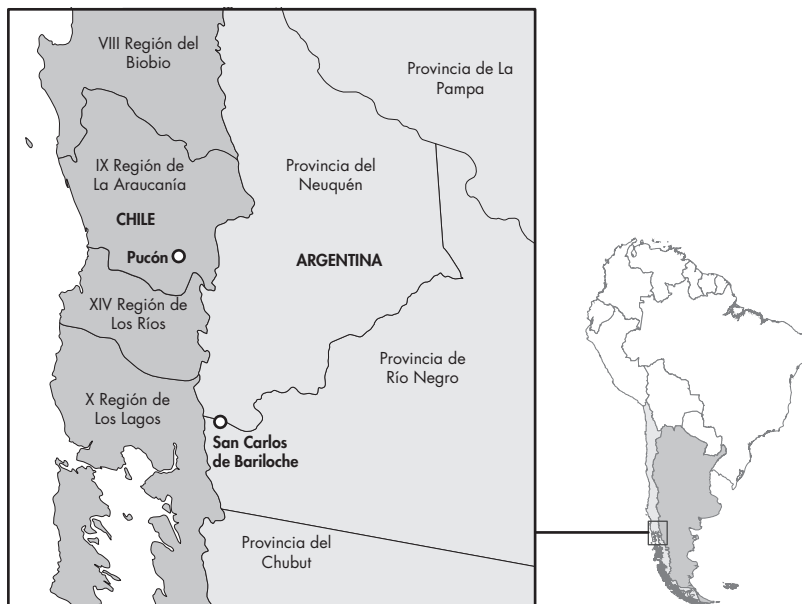 VIII Región del
Biobio
Provincia de La
Pampa
IX Región de
La Araucanía
Provincia del
Neuquén
CHILE
Pucón
ARGENTINA
XIV Región de
Los Ríos
Provincia de
Río Negro
X Región de
Los Lagos
San Carlos
de Bariloche
Provincia del
Chubut